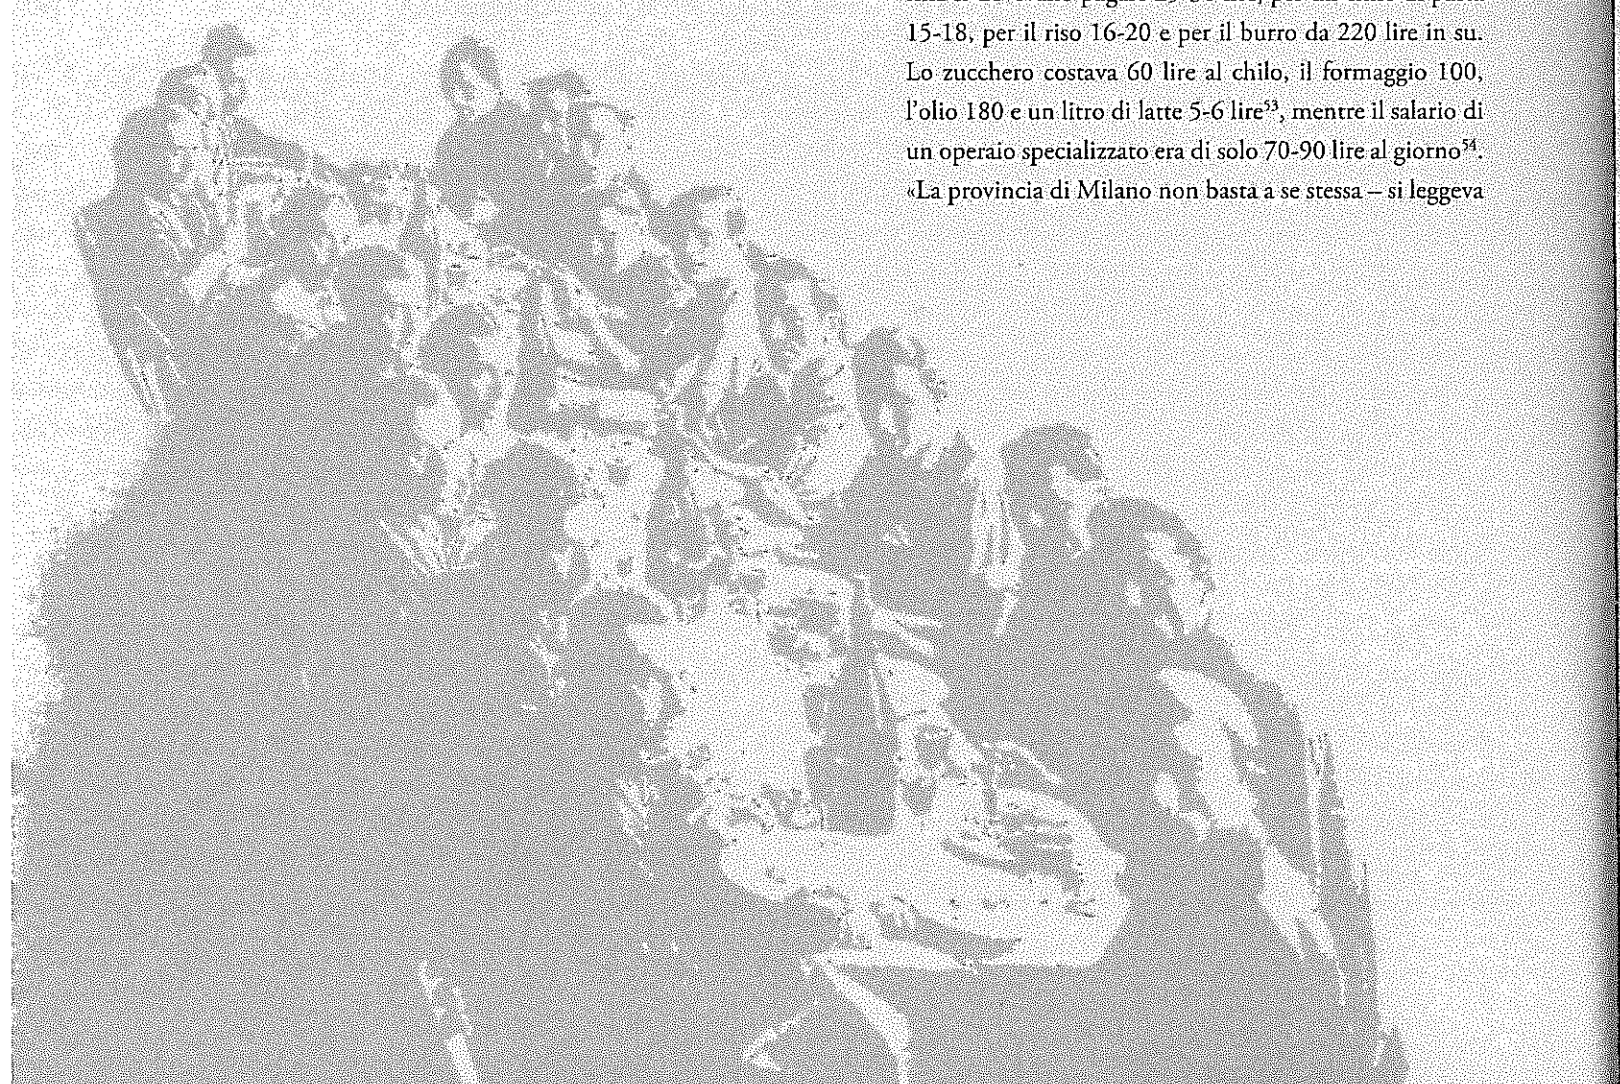 15-18, per il riso 16-20 e per il burro da 220 lire in su.
Lo zucchero costava 60 lire al chilo, il formaggio 100,
l'olio 180 e un litro di latte 5-6 lire⁵³, mentre il salario di
un operaio specializzato era di solo 70-90 lire al giorno⁵⁴.
«La provincia di Milano non basta a se stessa – si leggeva